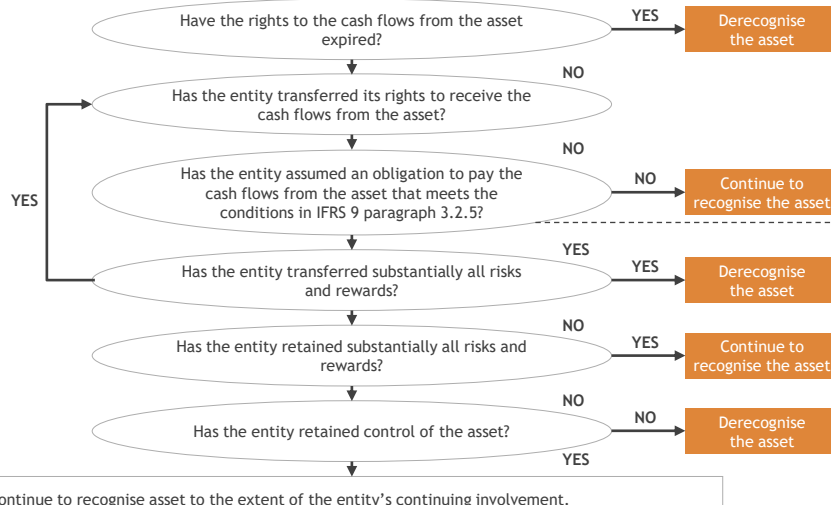 Have the rights to the cash flows from the asset
expired?
YES
Derecognise
the asset
NO
Has the entity transferred its rights to receive the
cash flows from the asset?
NO
YES
Has the entity assumed an obligation to pay the
cash flows from the asset that meets the
conditions in IFRS 9 paragraph 3.2.5?
NO
Continue to
recognise the asset
YES
Has the entity transferred substantially all risks
and rewards?
YES
Derecognise
the asset
NO
Has the entity retained substantially all risks and
rewards?
YES
Continue to
recognise the asset
NO
Has the entity retained control of the asset?
NO
Derecognise
the asset
YES
ontinue to recognise asset to the extent of the entity's continuing involvement.